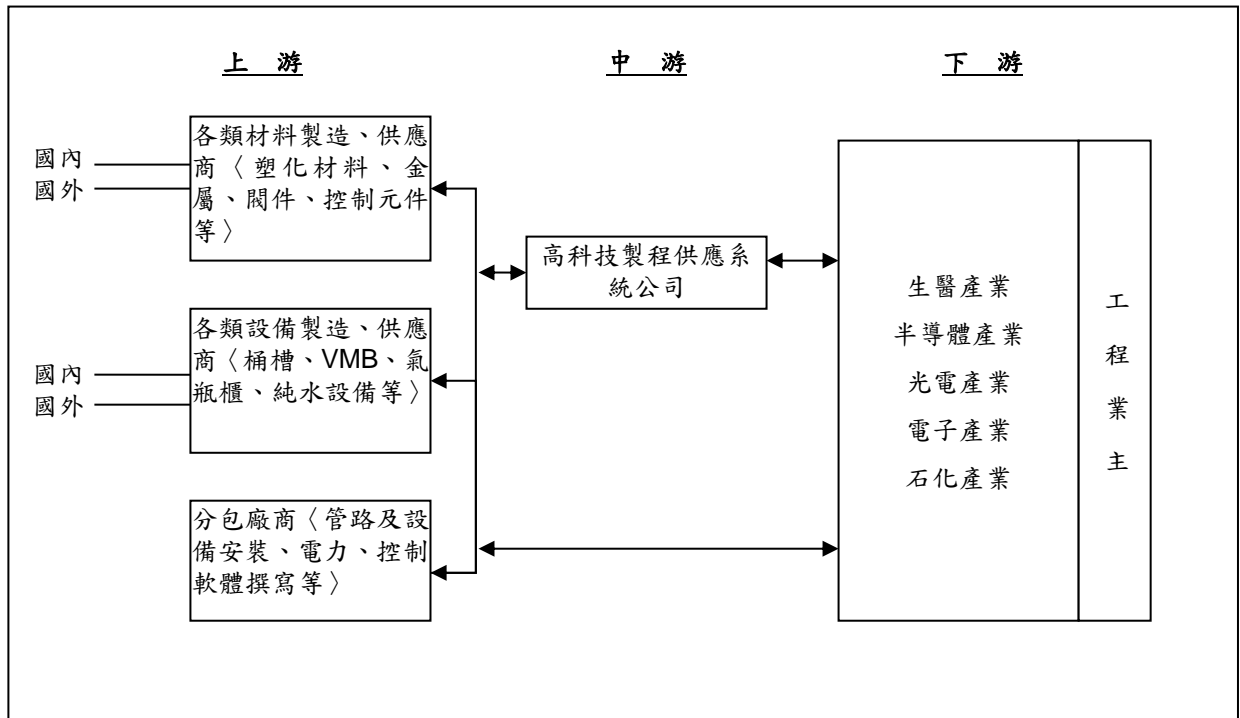 上 游
中 游
下 游
國內
國外
各類材料製造、供應
商〈塑化材料、金
屬、閥件、控制元件
等〉
國內
國外
各類設備製造、供應
商〈桶槽、VMB、氣
瓶櫃、純水設備等〉
分包廠商〈管路及設
備安裝、電力、控制
軟體撰寫等〉
高科技製程供應系
統公司
生醫產業
半導體產業
光電產業
電子產業
石化產業
工
程
業
主